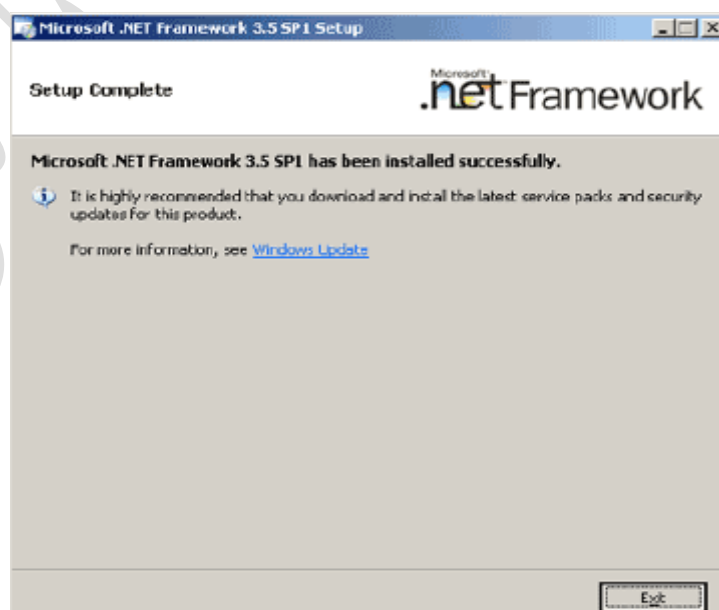 Microsoft .NET Framework 3.5 SP1 Setup
Setup Complete
Microsoft
.net Framework
Microsoft .NET Framework 3.5 SP1 has been installed successfully.
It is highly recommended that you download and install the latest service packs and security
updates for this product.
For more information, see Windows Update
Exit